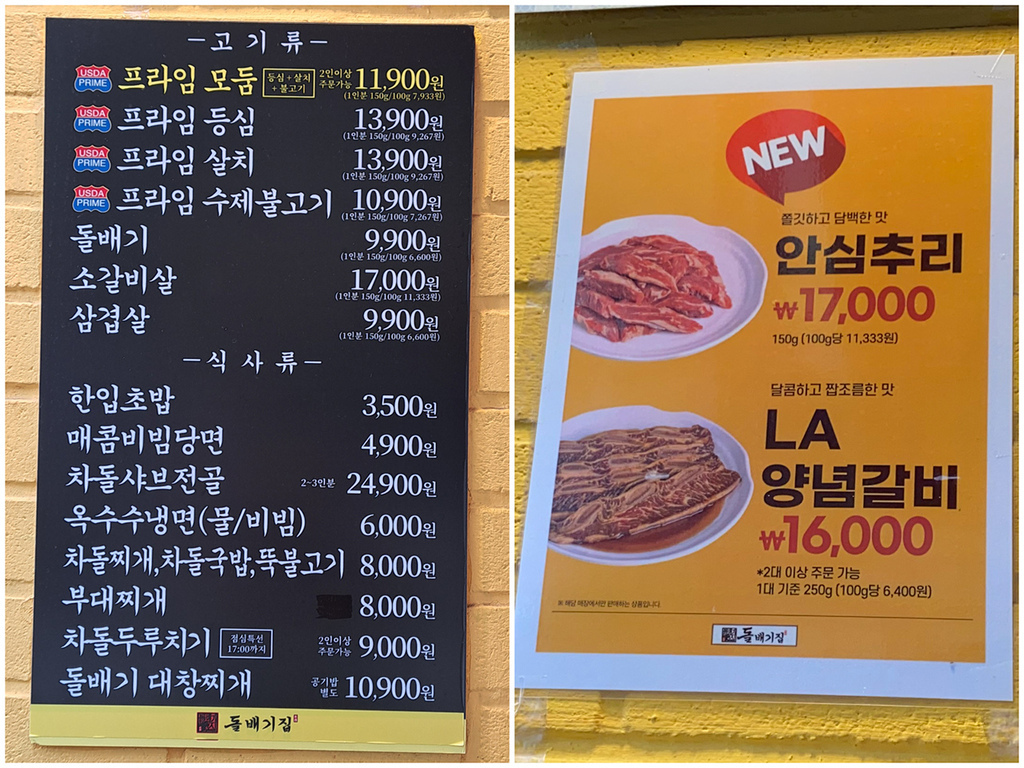 -고기류-
USDA PRIME 프라임 모둠 등심+살치+불고기 2인이상 주문가능 11,900원
(1인분 150g/100g 7,933원)
USDA PRIME 프라임 등심 13,900원
(1인분 150g/100g 9,267원)
USDA PRIME 프라임 살치 13,900원
(1인분 150g/100g 9,267원)
USDA PRIME 프라임 수제불고기 10,900원
(1인분 150g/100g 7,267원)
돌배기 9,900원
(1인분 150g/100g 6,600원)
소갈비살 17,000원
(1인분 150g/100g 11,333원)
삼겹살 9,900원
(1인분 150g/100g 6,600원)
-식사류-
한입초밥 3,500원
매콤비빔당면 4,900원
차돌샤브전골 2~3인분 24,900원
옥수수냉면(물/비빔) 6,000원
차돌찌개,차돌국밥,뚝불고기 8,000원
부대찌개 8,000원
차돌두루치기 점심특선 17:00까지 2인이상 주문가능 9,000원
돌배기 대창찌개 공기밥 별도 10,900원
돌배기집
NEW
쫄깃하고 담백한 맛
안심추리
₩17,000
150g (100g당 11,333원)
달콤하고 짭조름한 맛
LA
양념갈비
₩16,000
*2대 이상 주문 가능
1대 기준 250g (100g당 6,400원)
※ 해당 매장에서만 판매하는 상품입니다
돌배기집